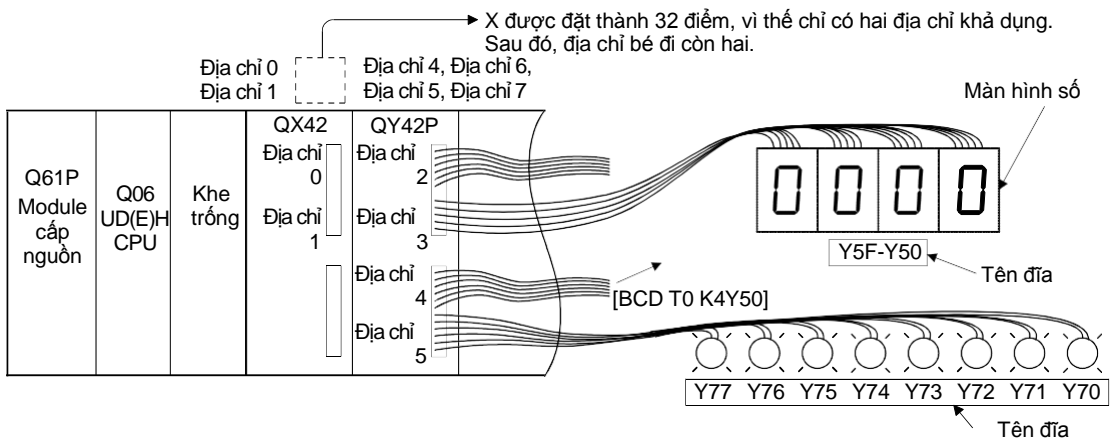 X được đặt thành 32 điểm, vì thế chỉ có hai địa chỉ khả dụng.
Sau đó, địa chỉ bé đi còn hai.
Địa chỉ 0
Địa chỉ 1
Địa chỉ 4, Địa chỉ 6,
Địa chỉ 5, Địa chỉ 7
Màn hình số
Q61P
Module
cấp
nguồn
Q06
UD(E)H
CPU
Khe
trống
QX42
Địa chỉ
0
Địa chỉ
1
QY42P
Địa chỉ
2
Địa chỉ
3
Địa chỉ
4
Địa chỉ
5
0 0 0 0
Y5F-Y50
Tên đĩa
[BCD T0 K4Y50]
Y77 Y76 Y75 Y74 Y73 Y72 Y71 Y70
Tên đĩa